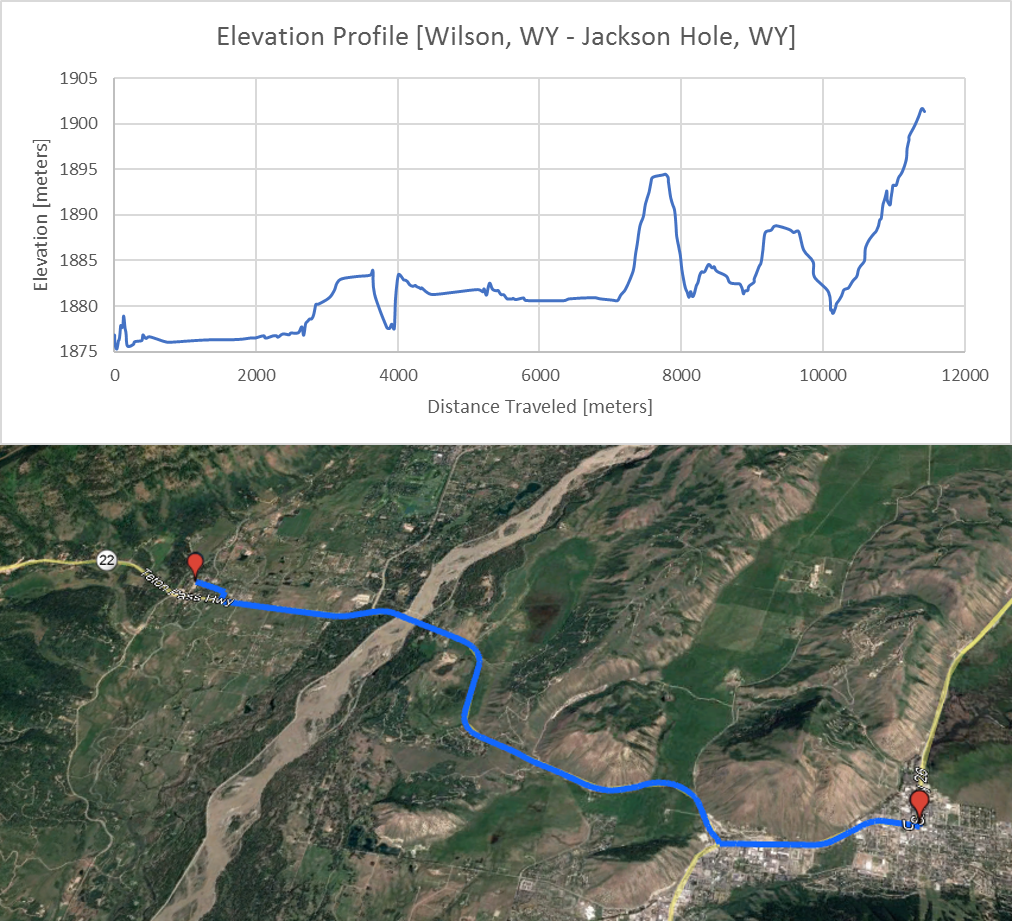 Elevation Profile [Wilson, WY - Jackson Hole, WY]
1905
1900
1895
1890
1885
1880
1875
Elevation [meters]
0 2000 4000 6000 8000 10000 12000
Distance Traveled [meters]
22
Teton Pass Hwy